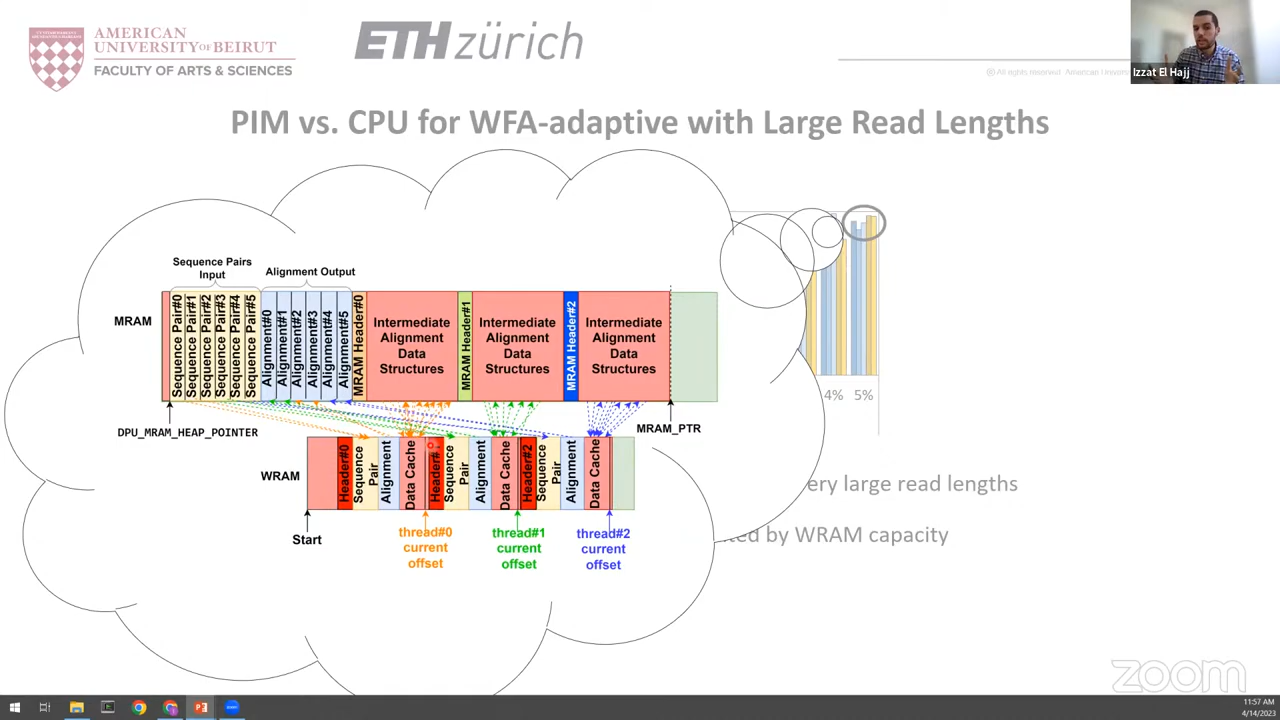 AMERICAN
UNIVERSITY OF BEIRUT
FACULTY OF ARTS & SCIENCES
ETH zürich
All rights reserved. American
Izzat El Hajj
PIM vs. CPU for WFA-adaptive with Large Read Lengths
Sequence Pairs
Input
Alignment Output
MRAM
Sequence Pair#0
Sequence Pair#1
Sequence Pair#2
Sequence Pair#3
Sequence Pair#4
Sequence Pair#5
Alignment#0
Alignment#1
Alignment#2
Alignment#3
Alignment#4
Alignment#5
MRAM Header#0
Intermediate
Alignment
Data
Structures
MRAM Header#1
Intermediate
Alignment
Data
Structures
MRAM Header#2
Intermediate
Alignment
Data
Structures
4% 5%
DPU_MRAM_HEAP_POINTER
MRAM_PTR
WRAM
Header#0
Sequence
Pair
Alignment
Data Cache
Sequence
Pair
Alignment
Data Cache
Header#2
Sequence
Pair
Alignment
Data Cache
ery large read lengths
ted by WRAM capacity
Start
thread#0
current
offset
thread#1
current
offset
thread#2
current
offset
zoom
11:57 AM
4/14/2023